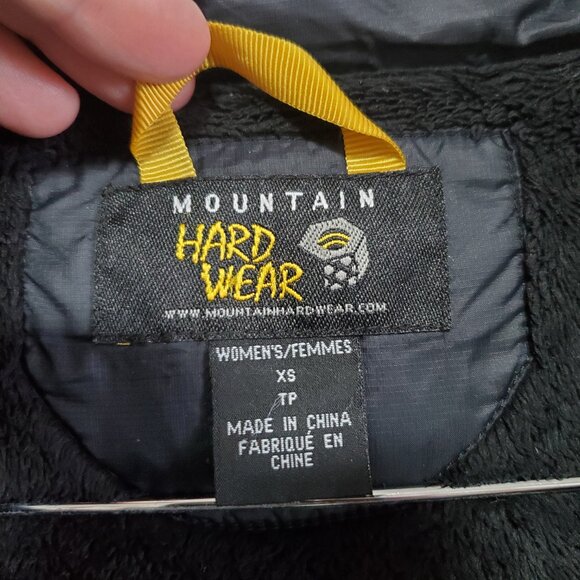 MOUNTAIN
HARD
WEAR
WWW.MOUNTAINHARDWEAR.COM
WOMEN'S/FEMMES
XS
TP
MADE IN CHINA
FABRIQUÉ EN
CHINE